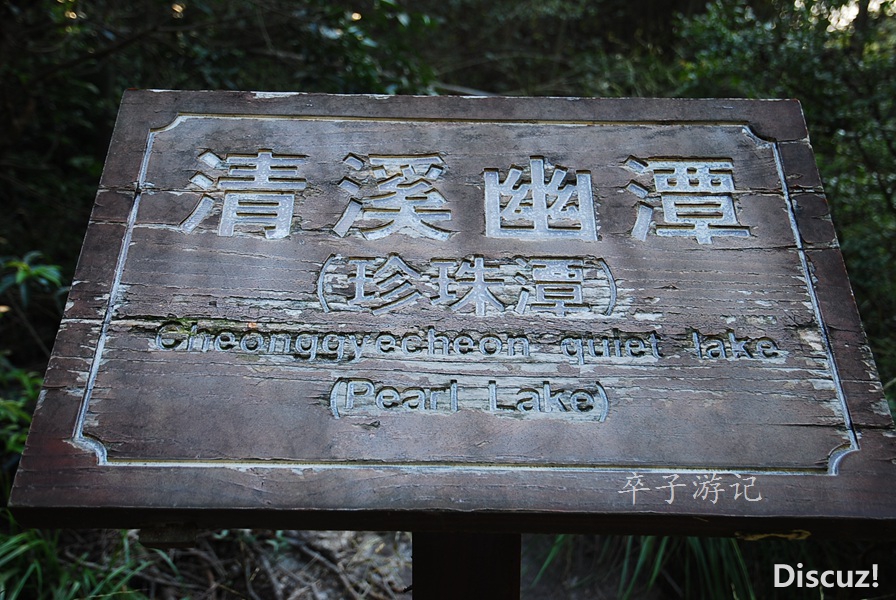 清溪幽潭
(珍珠潭)
Cheonggyecheon quiet lake
(Pearl Lake)
卒子游记
Discuz!